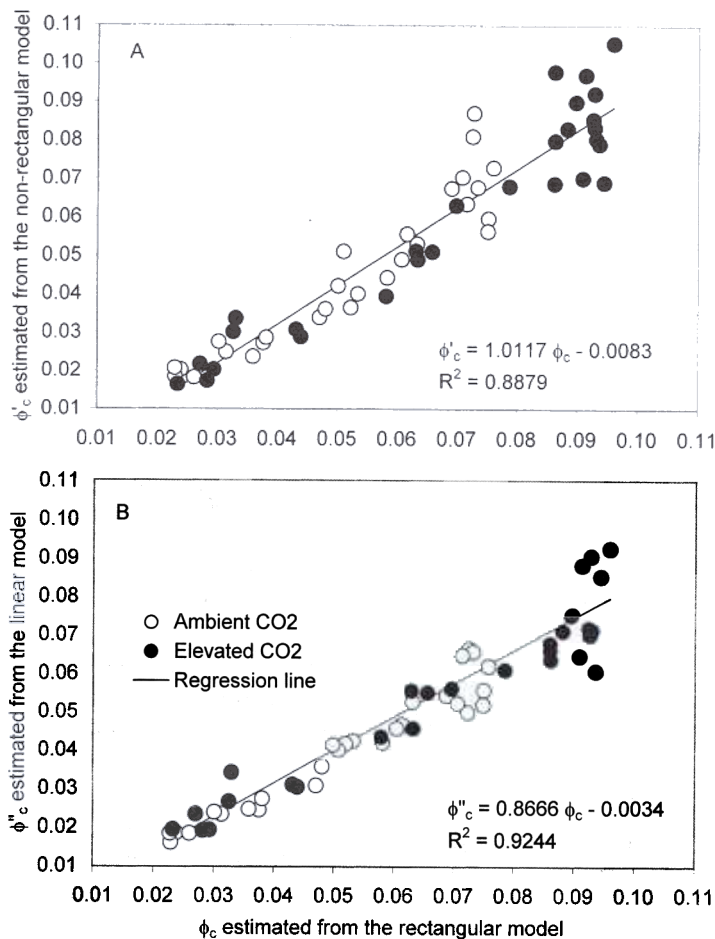 0.11
A
0.10
0.09
0.08
0.07
0.06
0.05
0.04
0.03
0.02
0.01
ϕ'c estimated from the non-rectangular model
ϕ'c = 1.0117 ϕc - 0.0083
R² = 0.8879
0.01 0.02 0.03 0.04 0.05 0.06 0.07 0.08 0.09 0.10 0.11
0.11
B
0.10
0.09
0.08
0.07
0.06
0.05
0.04
0.03
0.02
0.01
ϕ"c estimated from the linear model
Ambient CO2
Elevated CO2
Regression line
ϕ"c = 0.8666 ϕc - 0.0034
R² = 0.9244
0.01 0.02 0.03 0.04 0.05 0.06 0.07 0.08 0.09 0.10 0.11
ϕc estimated from the rectangular model